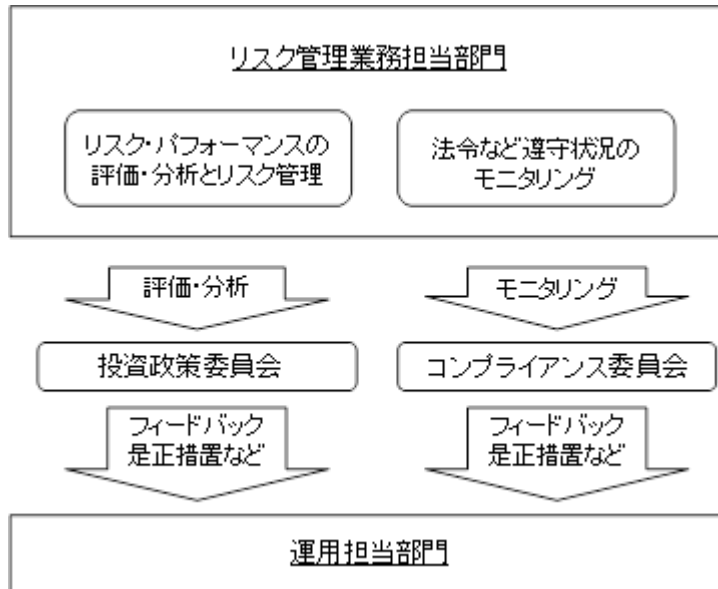 リスク管理業務担当部門
リスク・パフォーマンスの
評価・分析とリスク管理
法令など遵守状況の
モニタリング
評価・分析
モニタリング
投資政策委員会
コンプライアンス委員会
フィードバック
是正措置など
フィードバック
是正措置など
運用担当部門